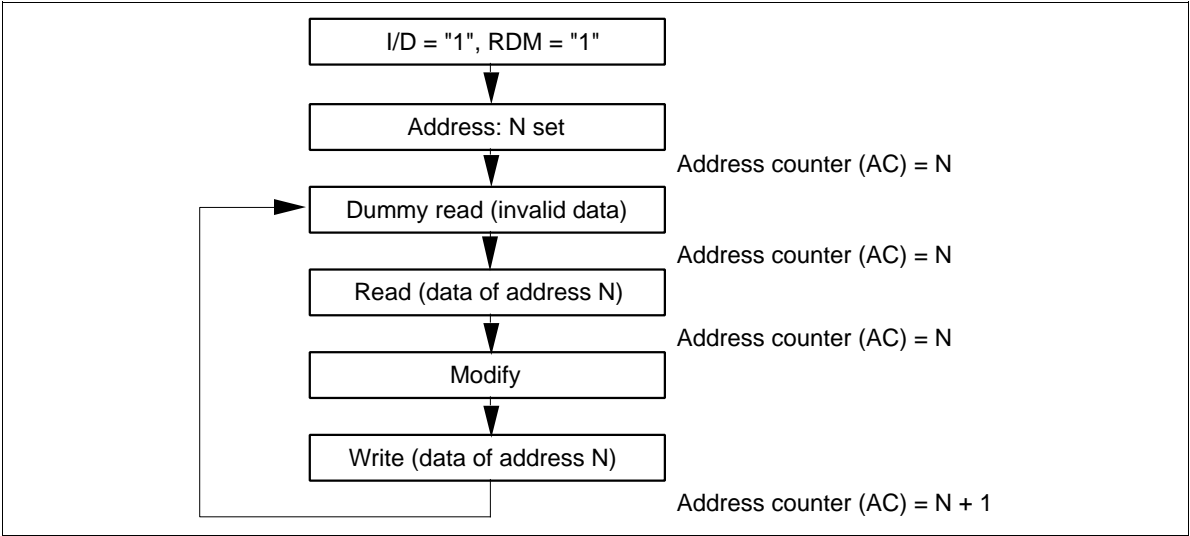 I/D = "1", RDM = "1"
Address: N set
Address counter (AC) = N
Dummy read (invalid data)
Address counter (AC) = N
Read (data of address N)
Address counter (AC) = N
Modify
Write (data of address N)
Address counter (AC) = N + 1